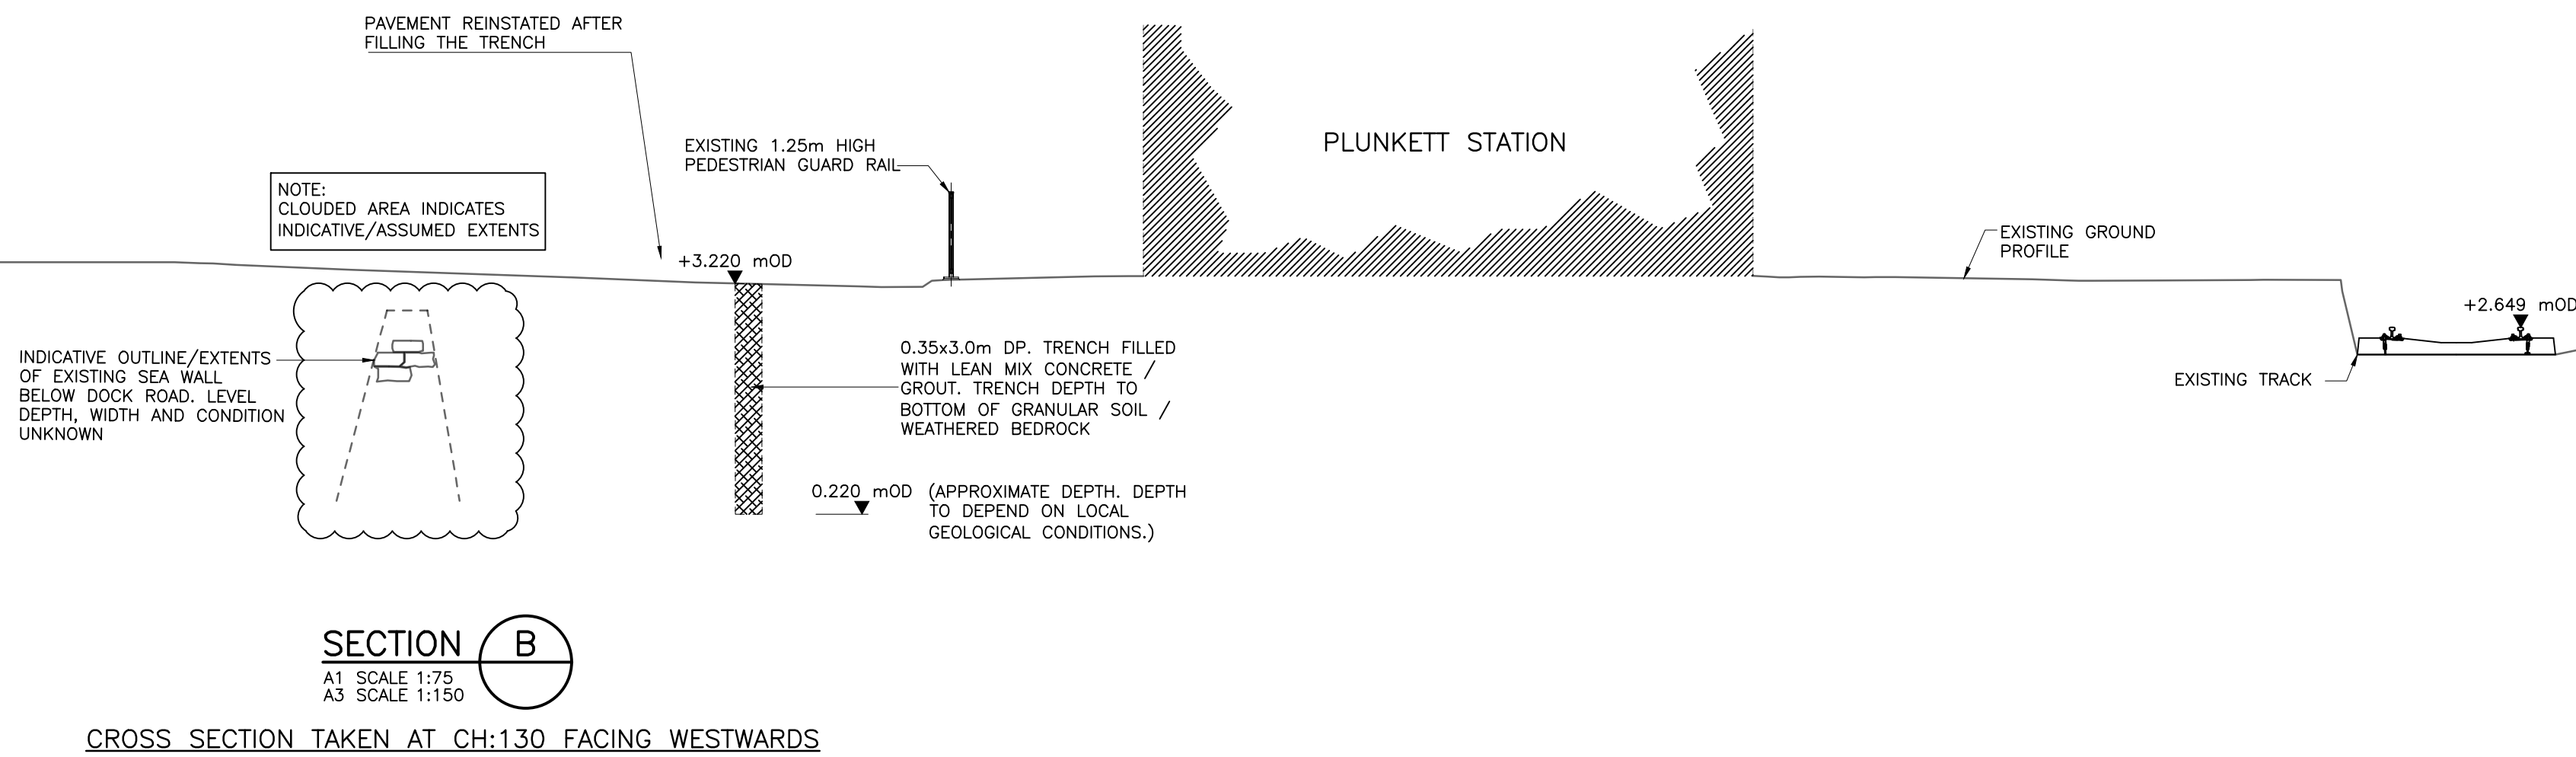 PAVEMENT REINSTATED AFTER
FILLING THE TRENCH
EXISTING 1.25m HIGH
PEDESTRIAN GUARD RAIL
PLUNKETT STATION
NOTE:
CLOUDED AREA INDICATES
INDICATIVE/ASSUMED EXTENTS
+3.220 mOD
EXISTING GROUND
PROFILE
+2.649 mOD
INDICATIVE OUTLINE/EXTENTS
OF EXISTING SEA WALL
BELOW DOCK ROAD. LEVEL
DEPTH, WIDTH AND CONDITION
UNKNOWN
0.35x3.0m DP. TRENCH FILLED
WITH LEAN MIX CONCRETE /
GROUT. TRENCH DEPTH TO
BOTTOM OF GRANULAR SOIL /
WEATHERED BEDROCK
EXISTING TRACK
0.220 mOD (APPROXIMATE DEPTH. DEPTH
TO DEPEND ON LOCAL
GEOLOGICAL CONDITIONS.)
SECTION B
A1 SCALE 1:75
A3 SCALE 1:150
CROSS SECTION TAKEN AT CH:130 FACING WESTWARDS